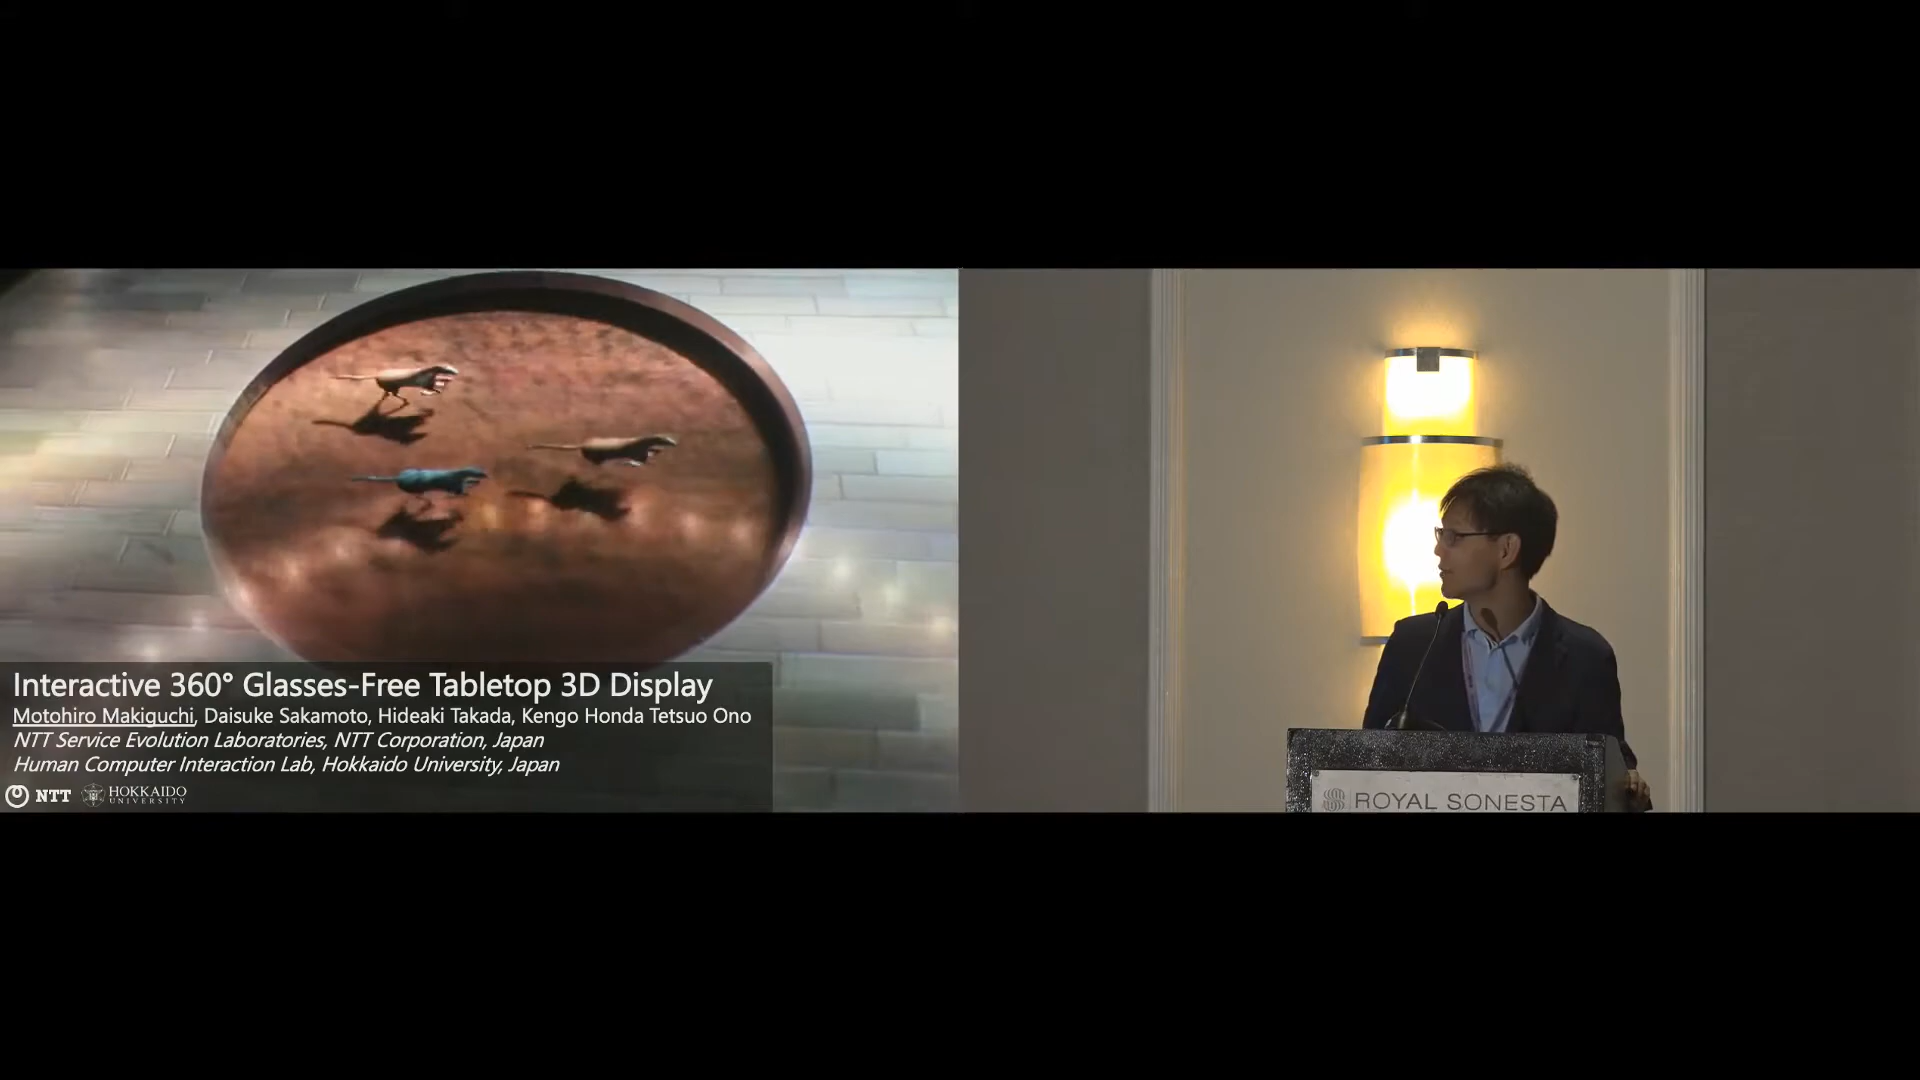 Interactive 360° Glasses-Free Tabletop 3D Display
Motohiro Makiguchi, Daisuke Sakamoto, Hideaki Takada, Kengo Honda Tetsuo Ono
NTT Service Evolution Laboratories, NTT Corporation, Japan
Human Computer Interaction Lab, Hokkaido University, Japan
NTT HOKKAIDO
UNIVERSITY
ROYAL SONESTA